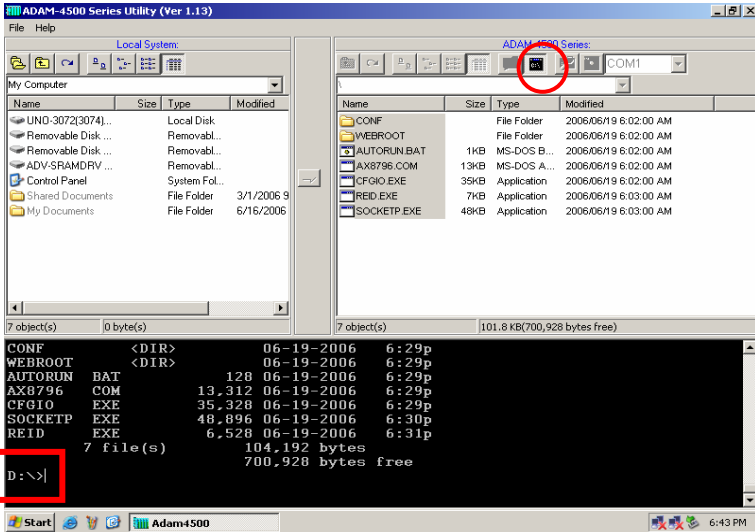 ADAM-4500 Series Utility (Ver 1.13)
File Help
Local System:
ADAM-4500 Series:
COM1
My Computer
\
Name Size Type Modified
UNO-3072(3074)... Local Disk
Removable Disk ... Removabl...
Removable Disk ... Removabl...
ADV-SRAMDRV ... Removabl...
Control Panel System Fol...
Shared Documents File Folder 3/1/2006 9
My Documents File Folder 6/16/2006
7 object(s) 0 byte(s)
Name Size Type Modified
CONF File Folder 2006/06/19 6:02:00 AM
WEBROOT File Folder 2006/06/19 6:02:00 AM
AUTORUN.BAT 1KB MS-DOS B... 2006/06/19 6:02:00 AM
AX8796.COM 13KB MS-DOS A... 2006/06/19 6:02:00 AM
CFGIO.EXE 35KB Application 2006/06/19 6:02:00 AM
REID.EXE 7KB Application 2006/06/19 6:03:00 AM
SOCKETP.EXE 48KB Application 2006/06/19 6:03:00 AM
7 object(s) 101.8 KB(700,928 bytes free)
CONF <DIR> 06-19-2006 6:29p
WEBROOT <DIR> 06-19-2006 6:29p
AUTORUN BAT 128 06-19-2006 6:29p
AX8796 COM 13,312 06-19-2006 6:29p
CFGIO EXE 35,328 06-19-2006 6:29p
SOCKETP EXE 48,896 06-19-2006 6:30p
REID EXE 6,528 06-19-2006 6:31p
7 file(s) 104,192 bytes
700,928 bytes free
D:\>
Start Adam4500 6:43 PM